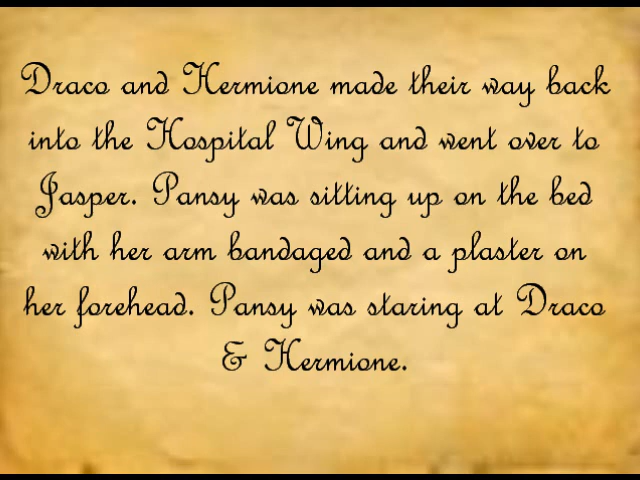 Draco and Hermione made their way back
into the Hospital Wing and went over to
Jasper. Pansy was sitting up on the bed
with her arm bandaged and a plaster on
her forehead. Pansy was staring at Draco
& Hermione.